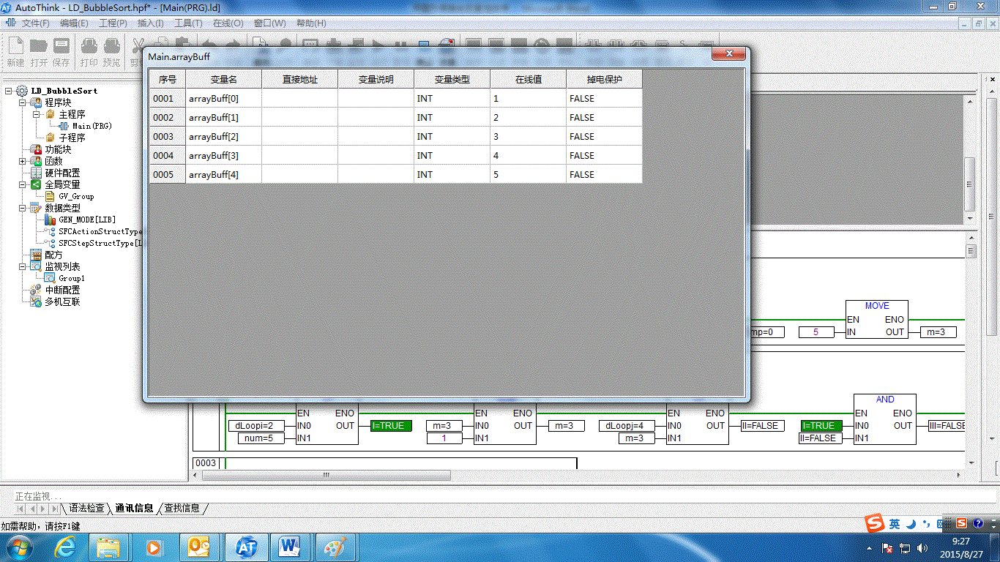 AutoThink - LD_BubbleSort.hpf* - [Main(PRG).ld]
文件(F) 编辑(E) 工程(P) 插入(I) 工具(T) 在线(O) 窗口(W) 帮助(H)
新建 打开 保存 打印 预览
Main.arrayBuff
序号 变量名 直接地址 变量说明 变量类型 在线值 掉电保护
0001 arrayBuff[0] INT 1 FALSE
0002 arrayBuff[1] INT 2 FALSE
0003 arrayBuff[2] INT 3 FALSE
0004 arrayBuff[3] INT 4 FALSE
0005 arrayBuff[4] INT 5 FALSE
LD_BubbleSort
程序块
主程序
Main(PRG)
子程序
功能块
函数
硬件配置
全局变量
GV_Group
数据类型
GEN_MODE[LIB]
SFCActionStructType
SFCStepStructType[L
配方
监视列表
Group1
中断配置
多机互联
MOVE
EN ENO
mp=0 5 IN OUT m=3
AND
EN ENO EN ENO EN ENO EN ENO
dLoopi=2 IN0 OUT I=TRUE m=3 IN0 OUT m=3 dLoopj=4 IN0 OUT II=FALSE I=TRUE IN0 OUT III=FALS
num=5 IN1 1 IN1 m=3 IN1 II=FALSE IN1
0003
正在监视...
语法检查 通讯信息 查找信息
如需帮助，请按F1键
英
9:27
2015/8/27